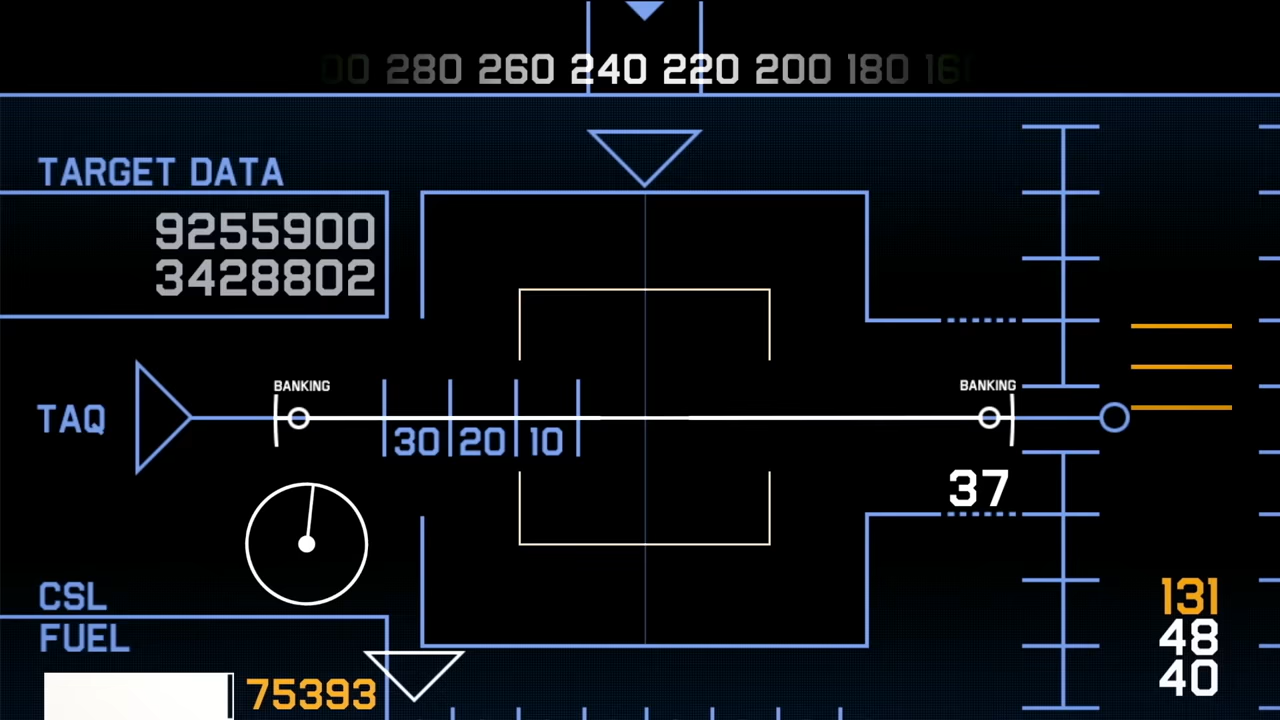 280 260 240 220 200 180
TARGET DATA
9255900
3428802
BANKING BANKING
TAQ
30 20 10
37
CSL
131
FUEL
48
40
75393